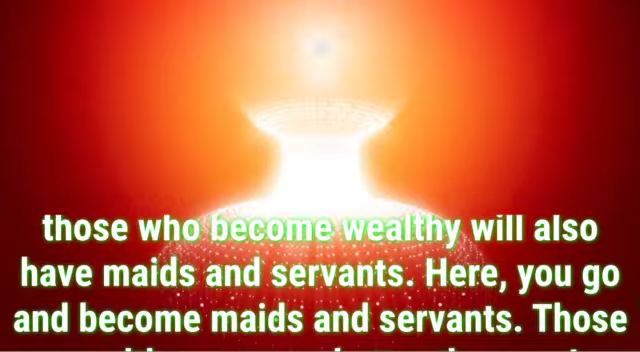 those who become wealthy will also
have maids and servants. Here, you go
and become maids and servants. Those